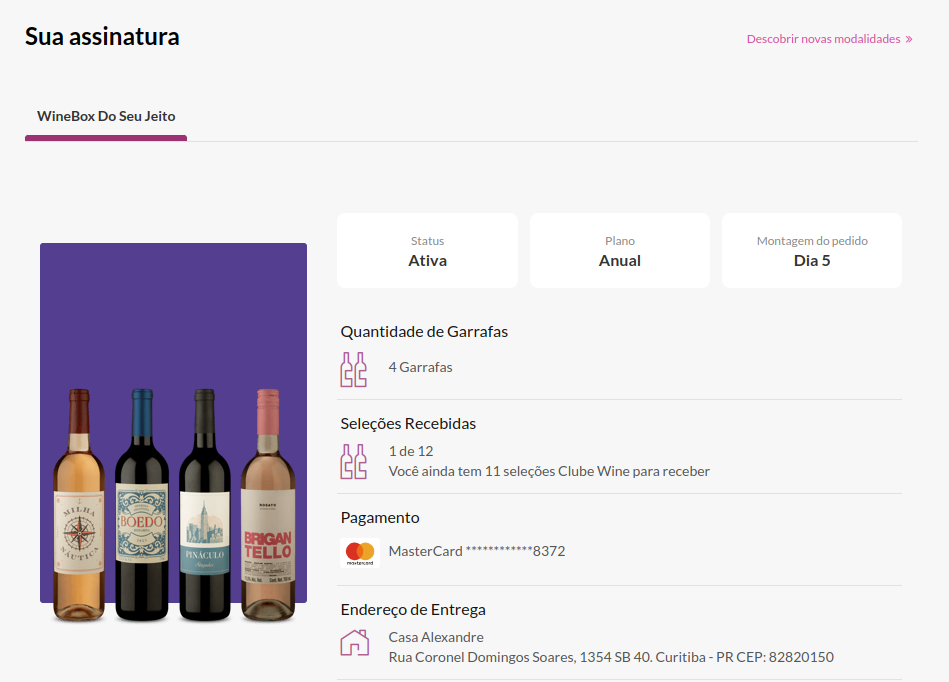 Sua assinatura
Descobrir novas modalidades »
WineBox Do Seu Jeito
Status
Ativa
Plano
Anual
Montagem do pedido
Dia 5
Quantidade de Garrafas
4 Garrafas
Seleções Recebidas
1 de 12
Você ainda tem 11 seleções Clube Wine para receber
Pagamento
mastercard
MasterCard ************8372
Endereço de Entrega
Casa Alexandre
Rua Coronel Domingos Soares, 1354 SB 40. Curitiba - PR CEP: 82820150
MILHA
NÁUTICA
BOEDO
PINÁCULO
BRIGAN
TELLO